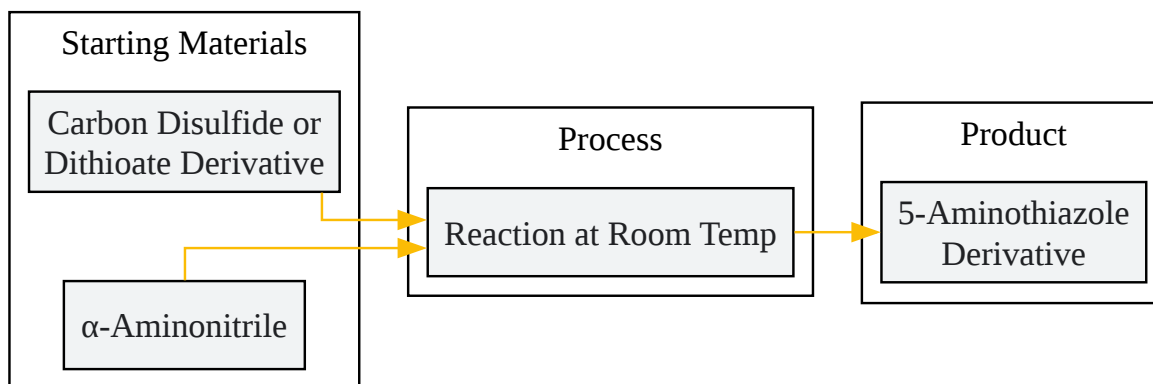 Starting Materials
Carbon Disulfide or
Dithioate Derivative
α-Aminonitrile
Process
Reaction at Room Temp
Product
5-Aminothiazole
Derivative